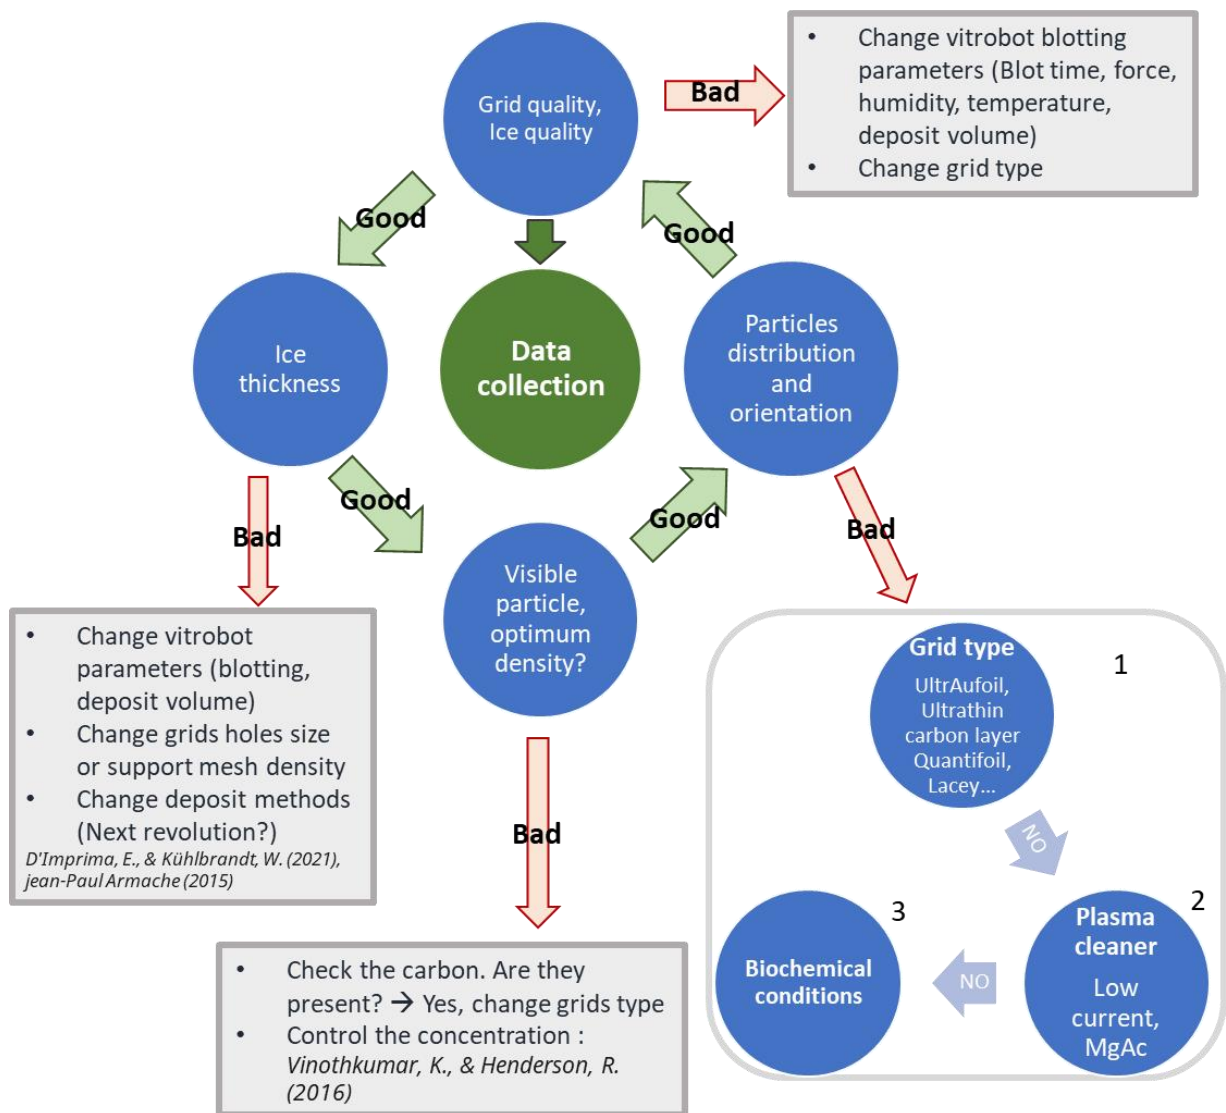 Grid quality,
Ice quality
Bad
• Change vitrobot blotting
parameters (Blot time, force,
humidity, temperature,
deposit volume)
• Change grid type
Good
Good
Ice
thickness
Data
collection
Particles
distribution
and
orientation
Good
Good
Bad
Bad
Visible
particle,
optimum
density?
• Change vitrobot
parameters (blotting,
deposit volume)
• Change grids holes size
or support mesh density
• Change deposit methods
(Next revolution?)
D'Imprima, E., & Kühlbrandt, W. (2021),
jean-Paul Armache (2015)
Bad
• Check the carbon. Are they
present? → Yes, change grids type
• Control the concentration :
Vinothkumar, K., & Henderson, R.
(2016)
Grid type
UltrAufoil,
Ultrathin
carbon layer
Quantifoil,
Lacey...
1
NO
Plasma
cleaner
Low
current,
MgAc
2
NO
Biochemical
conditions
3